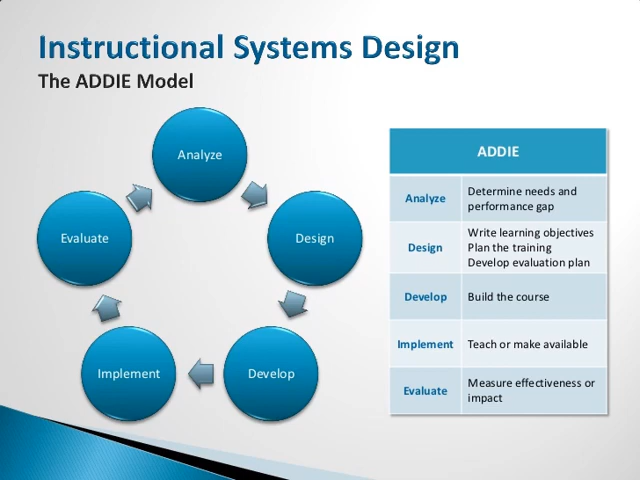 Instructional Systems Design
The ADDIE Model
Analyze
Design
Develop
Implement
Evaluate
ADDIE
Analyze
Determine needs and
performance gap
Design
Write learning objectives
Plan the training
Develop evaluation plan
Develop
Build the course
Implement
Teach or make available
Evaluate
Measure effectiveness or
impact